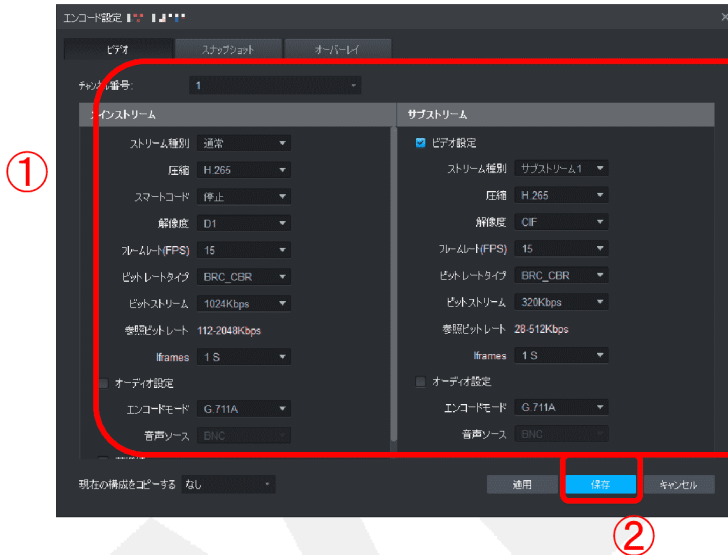 エンコード設定
ビデオ スナップショット オーバーレイ
チャンネル番号: 1
メインストリーム
ストリーム種別 通常
圧縮 H.265
スマートコード 停止
解像度 D1
フレームレート(FPS) 15
ビットレートタイプ BRC_CBR
ビットストリーム 1024Kbps
参照ビットレート 112-2048Kbps
Iframes 1 S
オーディオ設定
エンコードモード G.711A
音声ソース BNC
サブストリーム
ビデオ設定
ストリーム種別 サブストリーム1
圧縮 H.265
解像度 CIF
フレームレート(FPS) 15
ビットレートタイプ BRC_CBR
ビットストリーム 320Kbps
参照ビットレート 28-512Kbps
Iframes 1 S
オーディオ設定
エンコードモード G.711A
音声ソース BNC
現在の構成をコピーする なし
適用 保存 キャンセル
①
②